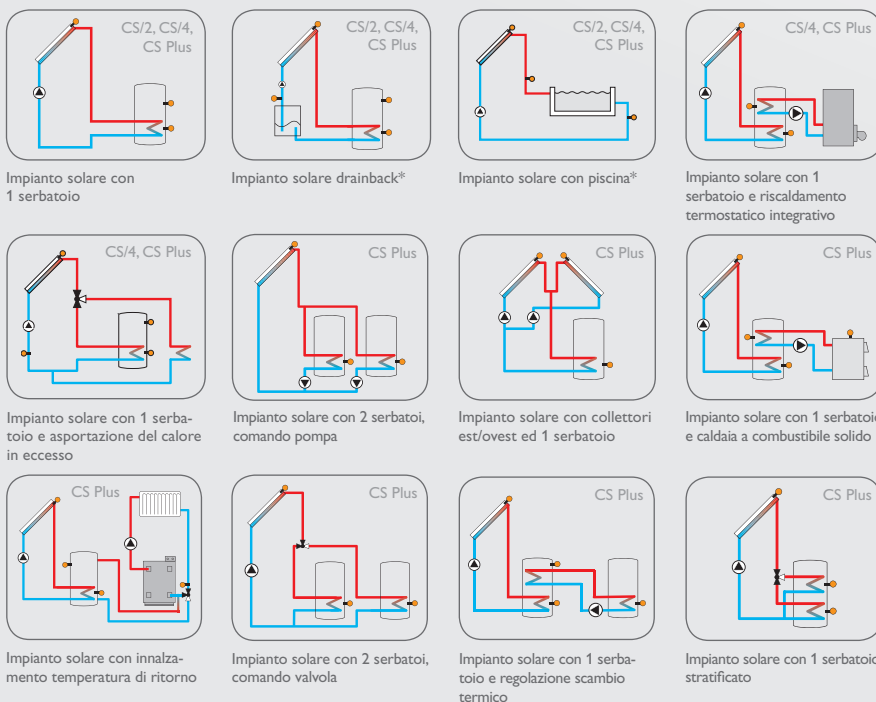 CS/2, CS/4,
CS Plus
Impianto solare con
1 serbatoio
CS/2, CS/4,
CS Plus
Impianto solare drainback*
CS/2, CS/4,
CS Plus
Impianto solare con piscina*
CS/4, CS Plus
Impianto solare con 1
serbatoio e riscaldamento
termostatico integrativo
CS/4, CS Plus
Impianto solare con 1 serba-
toio e asportazione del calore
in eccesso
CS Plus
Impianto solare con 2 serbatoi,
comando pompa
CS Plus
Impianto solare con collettori
est/ovest ed 1 serbatoio
CS Plus
Impianto solare con 1 serbatoio
e caldaia a combustibile solido
CS Plus
Impianto solare con innalza-
mento temperatura di ritorno
CS Plus
Impianto solare con 2 serbatoi,
comando valvola
CS Plus
Impianto solare con 1 serba-
toio e regolazione scambio
termico
CS Plus
Impianto solare con 1 serbatoio
stratificato